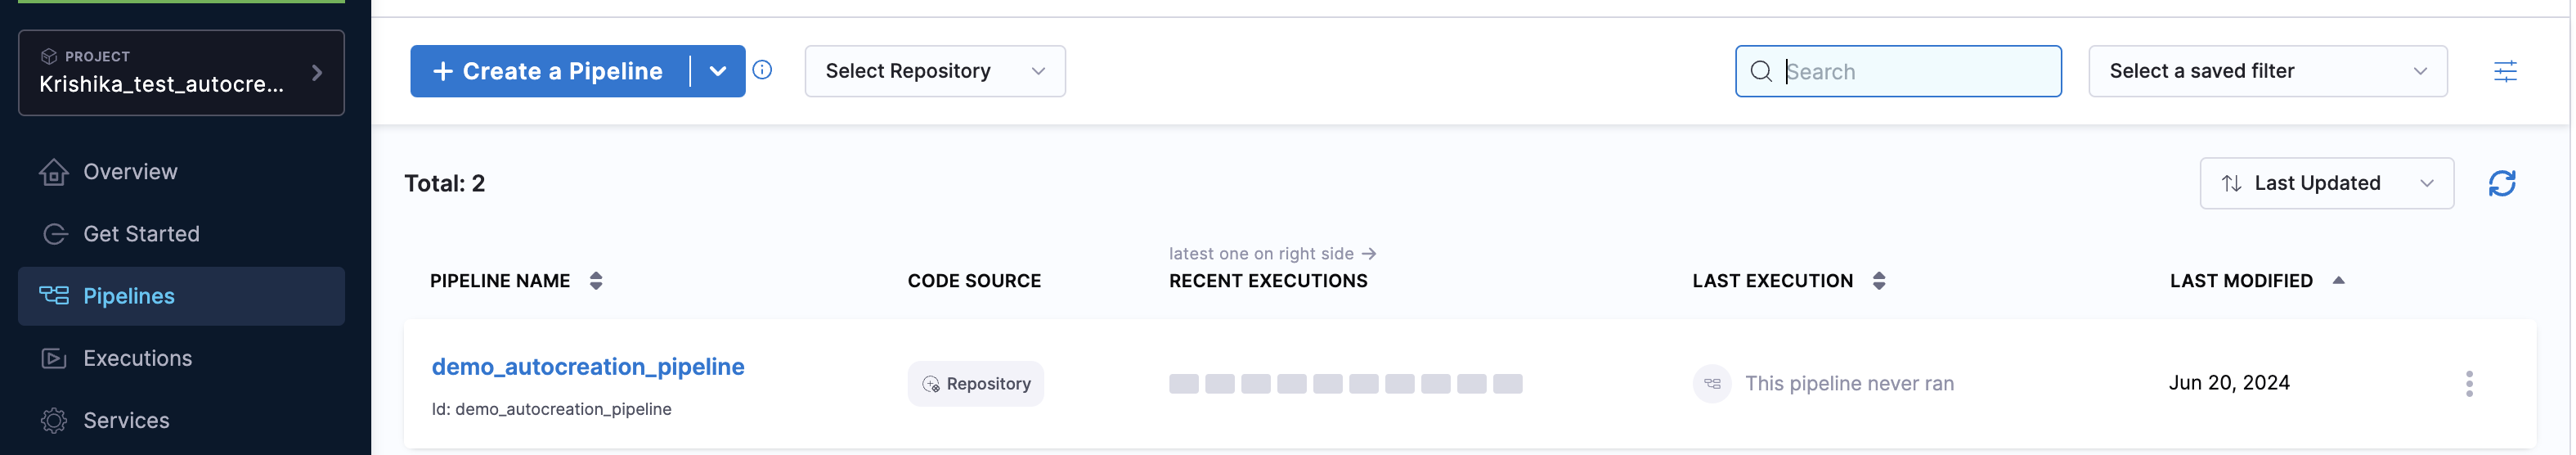 PROJECT
Krishika_test_autocre...
Overview
Get Started
Pipelines
Executions
Services
+ Create a Pipeline
Select Repository
Search
Select a saved filter
Total: 2
Last Updated
latest one on right side →
PIPELINE NAME
CODE SOURCE
RECENT EXECUTIONS
LAST EXECUTION
LAST MODIFIED
demo_autocreation_pipeline
Id: demo_autocreation_pipeline
Repository
This pipeline never ran
Jun 20, 2024